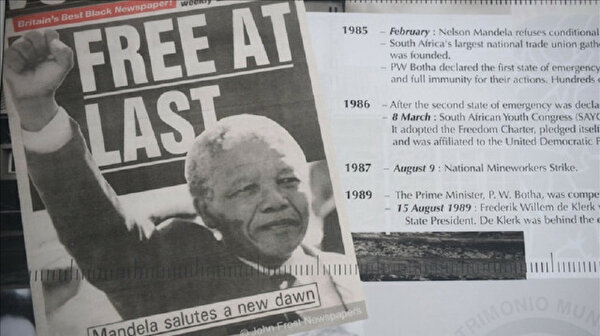 Britain's Best Black Newspaper!
weekly
FREE AT
LAST
Mandela salutes a new dawn
© John Frost Newspapers
1985 – February : Nelson Mandela refuses conditional
– South Africa's largest national trade union gath
was founded.
– PW Botha declared the first state of emergency
and full immunity for their actions. Hundreds
1986 – After the second state of emergency was decla
– 8 March : South African Youth Congress (SAYC
It adopted the Freedom Charter, pledged itself
and was affiliated to the United Democratic F
1987 – August 9 : National Mineworkers Strike.
1989 – The Prime Minister, P. W. Botha, was compe
– 15 August 1989 : Frederik Willem de Klerk
State President. De Klerk was behind the
TRIMONIO MUN